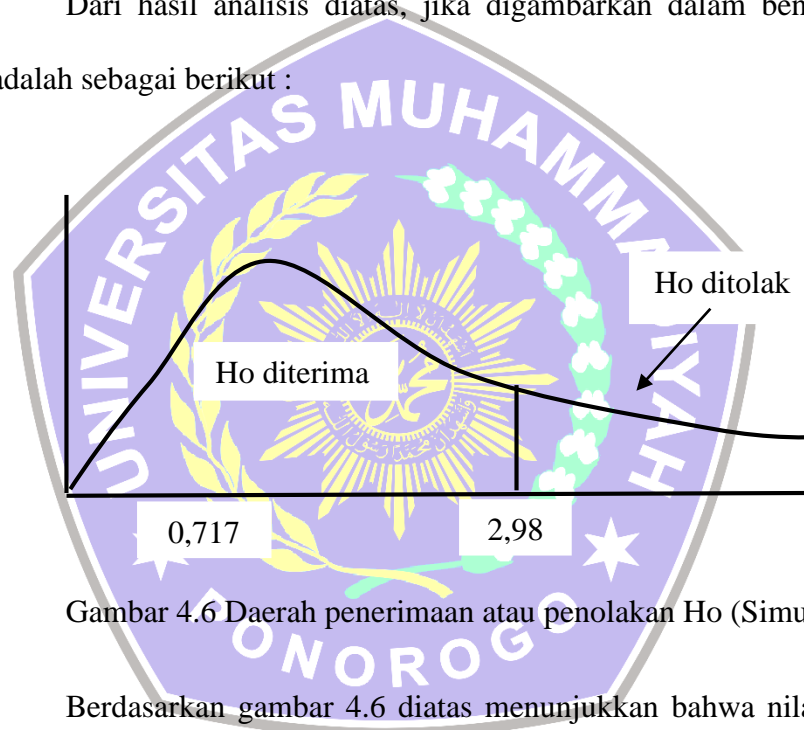 Dari hasil analisis diatas, jika digambarkan dalam ben
adalah sebagai berikut :
UNIVERSITAS MUHAMMADIYAH
Ho ditolak
Ho diterima
0,717
2,98
Gambar 4.6 Daerah penerimaan atau penolakan Ho (Simu
PONOROGO
Berdasarkan gambar 4.6 diatas menunjukkan bahwa nila